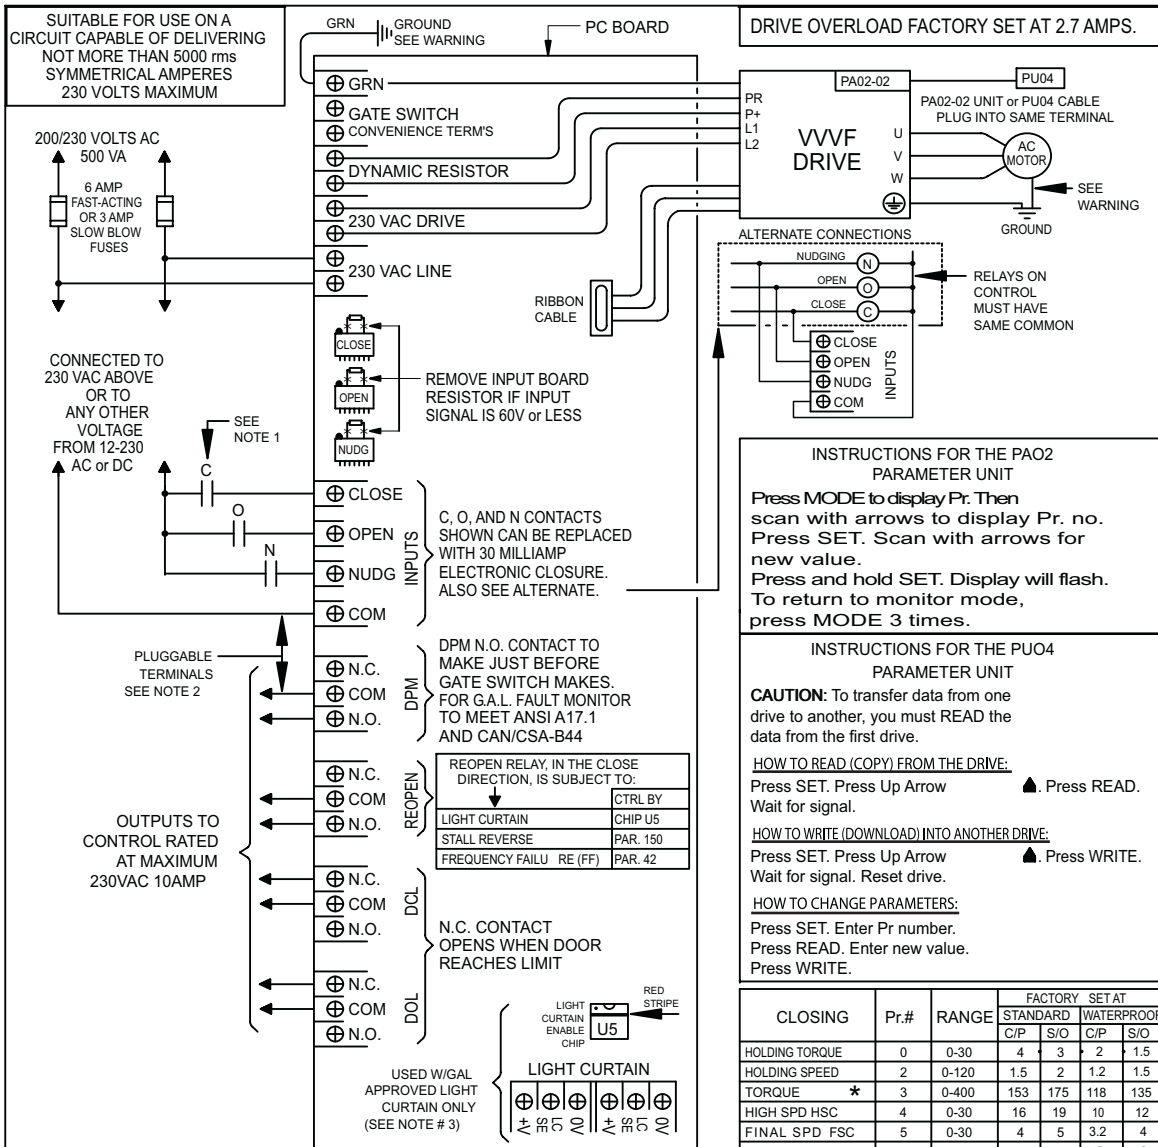 SUITABLE FOR USE ON A
CIRCUIT CAPABLE OF DELIVERING
NOT MORE THAN 5000 rms
SYMMETRICAL AMPERES
230 VOLTS MAXIMUM
GRN
GROUND
SEE WARNING
PC BOARD
DRIVE OVERLOAD FACTORY SET AT 2.7 AMPS.
200/230 VOLTS AC
500 VA
6 AMP
FAST-ACTING
OR 3 AMP
SLOW BLOW
FUSES
GRN
GATE SWITCH
CONVENIENCE TERM'S
DYNAMIC RESISTOR
230 VAC DRIVE
230 VAC LINE
PR
P+
L1
L2
PA02-02
VVVF
DRIVE
U
V
W
PU04
PA02-02 UNIT or PU04 CABLE
PLUG INTO SAME TERMINAL
AC
MOTOR
SEE
WARNING
GROUND
RIBBON
CABLE
ALTERNATE CONNECTIONS
NUDGING
N
OPEN
O
CLOSE
C
RELAYS ON
CONTROL
MUST HAVE
SAME COMMON
CLOSE
OPEN
NUDG
COM
INPUTS
CLOSE
OPEN
NUDG
REMOVE INPUT BOARD
RESISTOR IF INPUT
SIGNAL IS 60V or LESS
CONNECTED TO
230 VAC ABOVE
OR TO
ANY OTHER
VOLTAGE
FROM 12-230
AC or DC
SEE
NOTE 1
C
O
N
CLOSE
OPEN
NUDG
COM
INPUTS
C, O, AND N CONTACTS
SHOWN CAN BE REPLACED
WITH 30 MILLIAMP
ELECTRONIC CLOSURE.
ALSO SEE ALTERNATE.
PLUGGABLE
TERMINALS
SEE NOTE 2
N.C.
COM
N.O.
DPM
DPM N.O. CONTACT TO
MAKE JUST BEFORE
GATE SWITCH MAKES.
FOR G.A.L. FAULT MONITOR
TO MEET ANSI A17.1
AND CAN/CSA-B44
N.C.
COM
N.O.
REOPEN
REOPEN RELAY, IN THE CLOSE
DIRECTION, IS SUBJECT TO:
CTRL BY
LIGHT CURTAIN CHIP U5
STALL REVERSE PAR. 150
FREQUENCY FAILU RE (FF) PAR. 42
OUTPUTS TO
CONTROL RATED
AT MAXIMUM
230VAC 10AMP
N.C.
COM
N.O.
DCL
N.C. CONTACT
OPENS WHEN DOOR
REACHES LIMIT
N.C.
COM
N.O.
DOL
LIGHT
CURTAIN
ENABLE
CHIP
U5
RED
STRIPE
USED W/GAL
APPROVED LIGHT
CURTAIN ONLY
(SEE NOTE # 3)
LIGHT CURTAIN
+V SE LC 0V +V SE LC 0V
INSTRUCTIONS FOR THE PAO2
PARAMETER UNIT
Press MODE to display Pr. Then
scan with arrows to display Pr. no.
Press SET. Scan with arrows for
new value.
Press and hold SET. Display will flash.
To return to monitor mode,
press MODE 3 times.
INSTRUCTIONS FOR THE PUO4
PARAMETER UNIT
CAUTION: To transfer data from one
drive to another, you must READ the
data from the first drive.
HOW TO READ (COPY) FROM THE DRIVE:
Press SET. Press Up Arrow ▲. Press READ.
Wait for signal.
HOW TO WRITE (DOWNLOAD) INTO ANOTHER DRIVE:
Press SET. Press Up Arrow ▲. Press WRITE.
Wait for signal. Reset drive.
HOW TO CHANGE PARAMETERS:
Press SET. Enter Pr number.
Press READ. Enter new value.
Press WRITE.
CLOSING Pr.# RANGE FACTORY SET AT
STANDARD WATERPROOF
C/P S/O C/P S/O
HOLDING TORQUE 0 0-30 4 3 2 1.5
HOLDING SPEED 2 0-120 1.5 2 1.2 1.5
TORQUE * 3 0-400 153 175 118 135
HIGH SPD HSC 4 0-30 16 19 10 12
FINAL SPD FSC 5 0-30 4 5 3.2 4